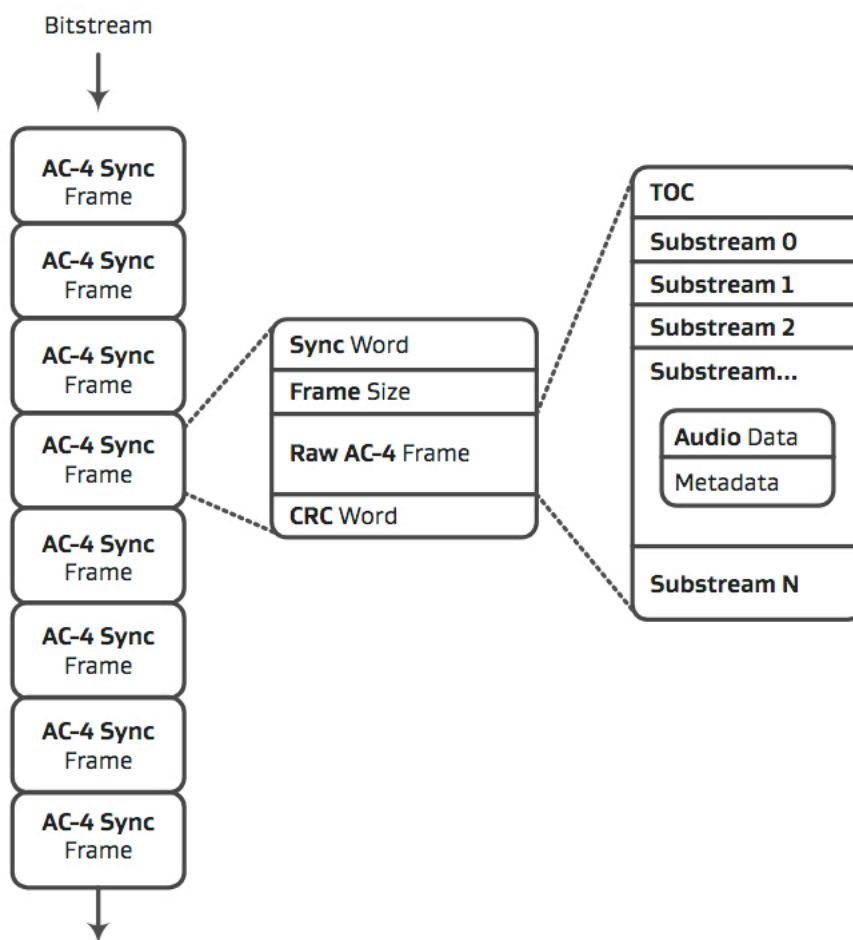 Bitstream
AC-4 Sync
Frame
AC-4 Sync
Frame
AC-4 Sync
Frame
AC-4 Sync
Frame
AC-4 Sync
Frame
AC-4 Sync
Frame
AC-4 Sync
Frame
AC-4 Sync
Frame
Sync Word
Frame Size
Raw AC-4 Frame
CRC Word
TOC
Substream 0
Substream 1
Substream 2
Substream...
Audio Data
Metadata
Substream N